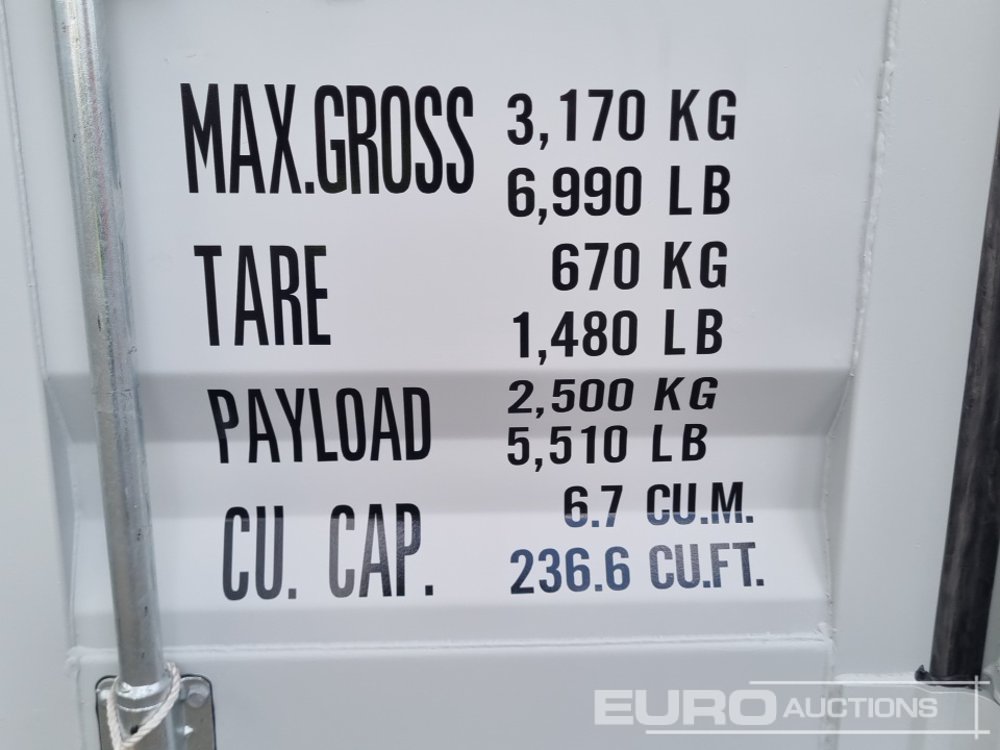 MAX.GROSS 3,170 KG
6,990 LB
TARE 670 KG
1,480 LB
PAYLOAD 2,500 KG
5,510 LB
CU. CAP. 6.7 CU.M.
236.6 CU.FT.
EURO AUCTIONS